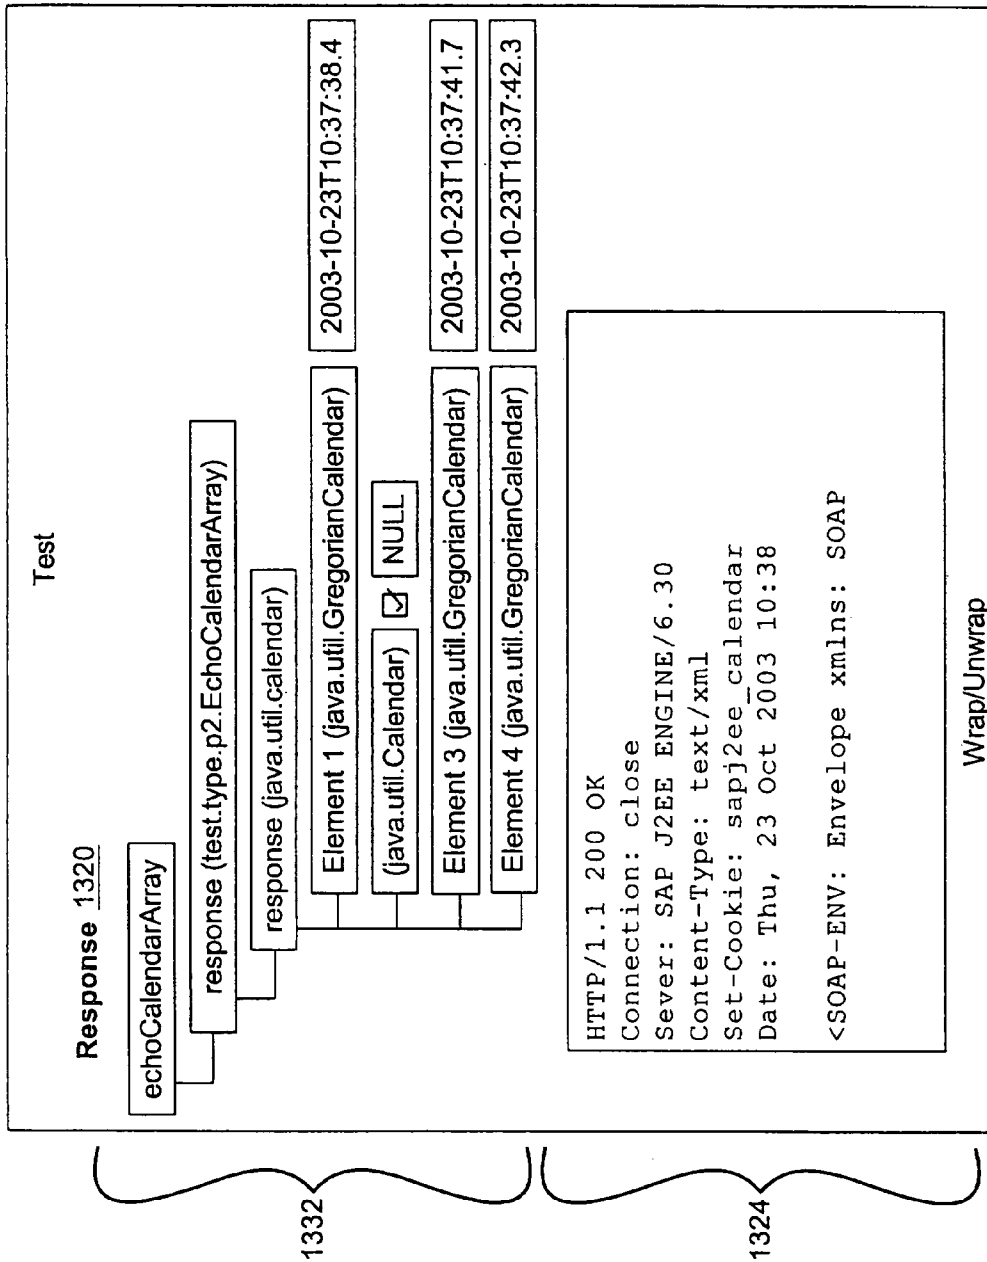 Test
Response 1320
echoCalendarArray
response (test.type.p2.EchoCalendarArray)
response (java.util.calendar)
Element 1 (java.util.GregorianCalendar) 2003-10-23T10:37:38.4
(java.util.Calendar) NULL
Element 3 (java.util.GregorianCalendar) 2003-10-23T10:37:41.7
Element 4 (java.util.GregorianCalendar) 2003-10-23T10:37:42.3
1332
HTTP/1.1 200 OK
Connection: close
Sever: SAP J2EE ENGINE/6.30
Content-Type: text/xml
Set-Cookie: sapj2ee_calendar
Date: Thu, 23 Oct 2003 10:38
<SOAP-ENV: Envelope xmlns: SOAP
1324
Wrap/Unwrap